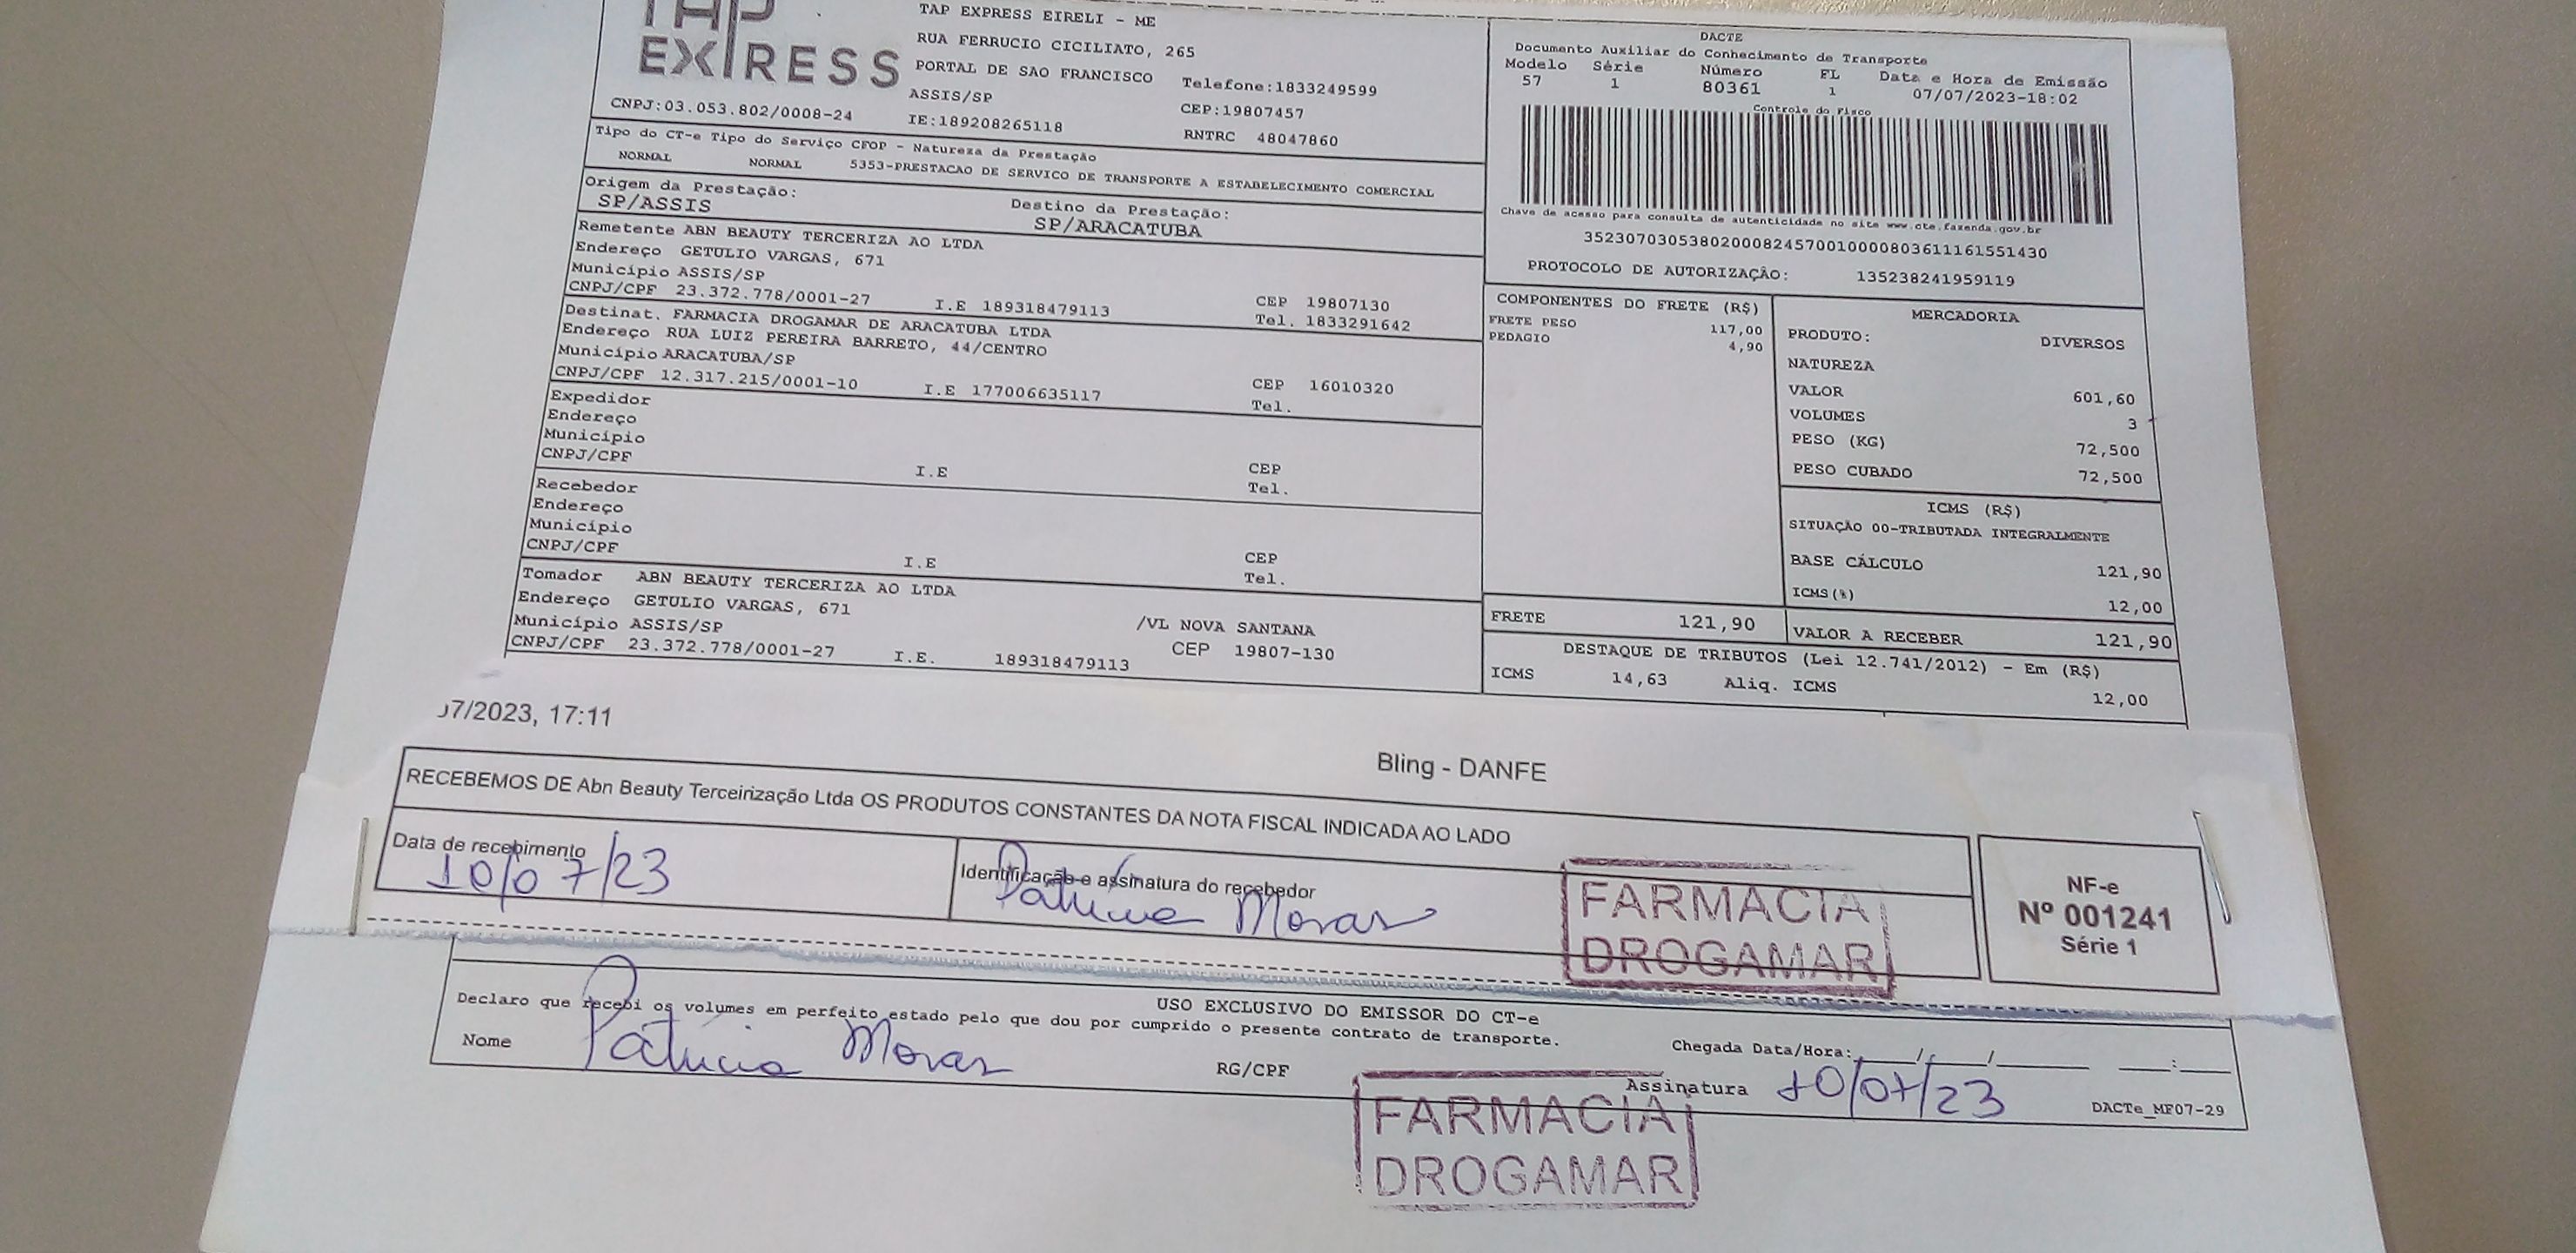 TAP
EXPRESS
CNPJ:03.053.802/0008-24
TAP EXPRESS EIRELI - ME
RUA FERRUCIO CICILIATO, 265
PORTAL DE SAO FRANCISCO Telefone:1833249599
ASSIS/SP CEP:19807457
IE:189208265118 RNTRC 48047860
DACTE
Documento Auxiliar do Conhecimento de Transporte
Modelo Série Número FL Data e Hora de Emissão
57 1 80361 1 07/07/2023-18:02
Controle do Fisco
Chave de acesso para consulta de autenticidade no site www.cte.fazenda.gov.br
35230703053802000824570010000803611161551430
PROTOCOLO DE AUTORIZAÇÃO: 135238241959119
Tipo do CT-e Tipo do Serviço CFOP - Natureza da Prestação
NORMAL NORMAL 5353-PRESTACAO DE SERVICO DE TRANSPORTE A ESTABELECIMENTO COMERCIAL
Origem da Prestação: Destino da Prestação:
SP/ASSIS SP/ARACATUBA
Remetente ABN BEAUTY TERCERIZA AO LTDA
Endereço GETULIO VARGAS, 671
Município ASSIS/SP CEP 19807130
CNPJ/CPF 23.372.778/0001-27 I.E 189318479113 Tel. 1833291642
Destinat. FARMACIA DROGAMAR DE ARACATUBA LTDA
Endereço RUA LUIZ PEREIRA BARRETO, 44/CENTRO
Município ARACATUBA/SP CEP 16010320
CNPJ/CPF 12.317.215/0001-10 I.E 177006635117 Tel.
Expedidor
Endereço
Município CEP
CNPJ/CPF I.E Tel.
Recebedor
Endereço
Município CEP
CNPJ/CPF I.E Tel.
Tomador ABN BEAUTY TERCERIZA AO LTDA
Endereço GETULIO VARGAS, 671 /VL NOVA SANTANA
Município ASSIS/SP CEP 19807-130
CNPJ/CPF 23.372.778/0001-27 I.E. 189318479113
COMPONENTES DO FRETE (R$)
FRETE PESO 117,00
PEDAGIO 4,90
MERCADORIA
PRODUTO: DIVERSOS
NATUREZA
VALOR 601,60
VOLUMES 3
PESO (KG) 72,500
PESO CUBADO 72,500
ICMS (R$)
SITUAÇÃO 00-TRIBUTADA INTEGRALMENTE
BASE CÁLCULO 121,90
ICMS(%) 12,00
FRETE 121,90 VALOR A RECEBER 121,90
DESTAQUE DE TRIBUTOS (Lei 12.741/2012) - Em (R$)
ICMS 14,63 Aliq. ICMS 12,00
07/2023, 17:11
Bling - DANFE
RECEBEMOS DE Abn Beauty Terceirização Ltda OS PRODUTOS CONSTANTES DA NOTA FISCAL INDICADA AO LADO
Data de recebimento
10/07/23
Identificação e assinatura do recebedor
Patrícia Moras
FARMACIA
DROGAMAR
NF-e
Nº 001241
Série 1
USO EXCLUSIVO DO EMISSOR DO CT-e
Declaro que recebi os volumes em perfeito estado pelo que dou por cumprido o presente contrato de transporte.
Nome Patricia Moras RG/CPF
Chegada Data/Hora:____/____/______ ___:___
Assinatura 10/07/23
DACTe_MF07-29
FARMACIA
DROGAMAR